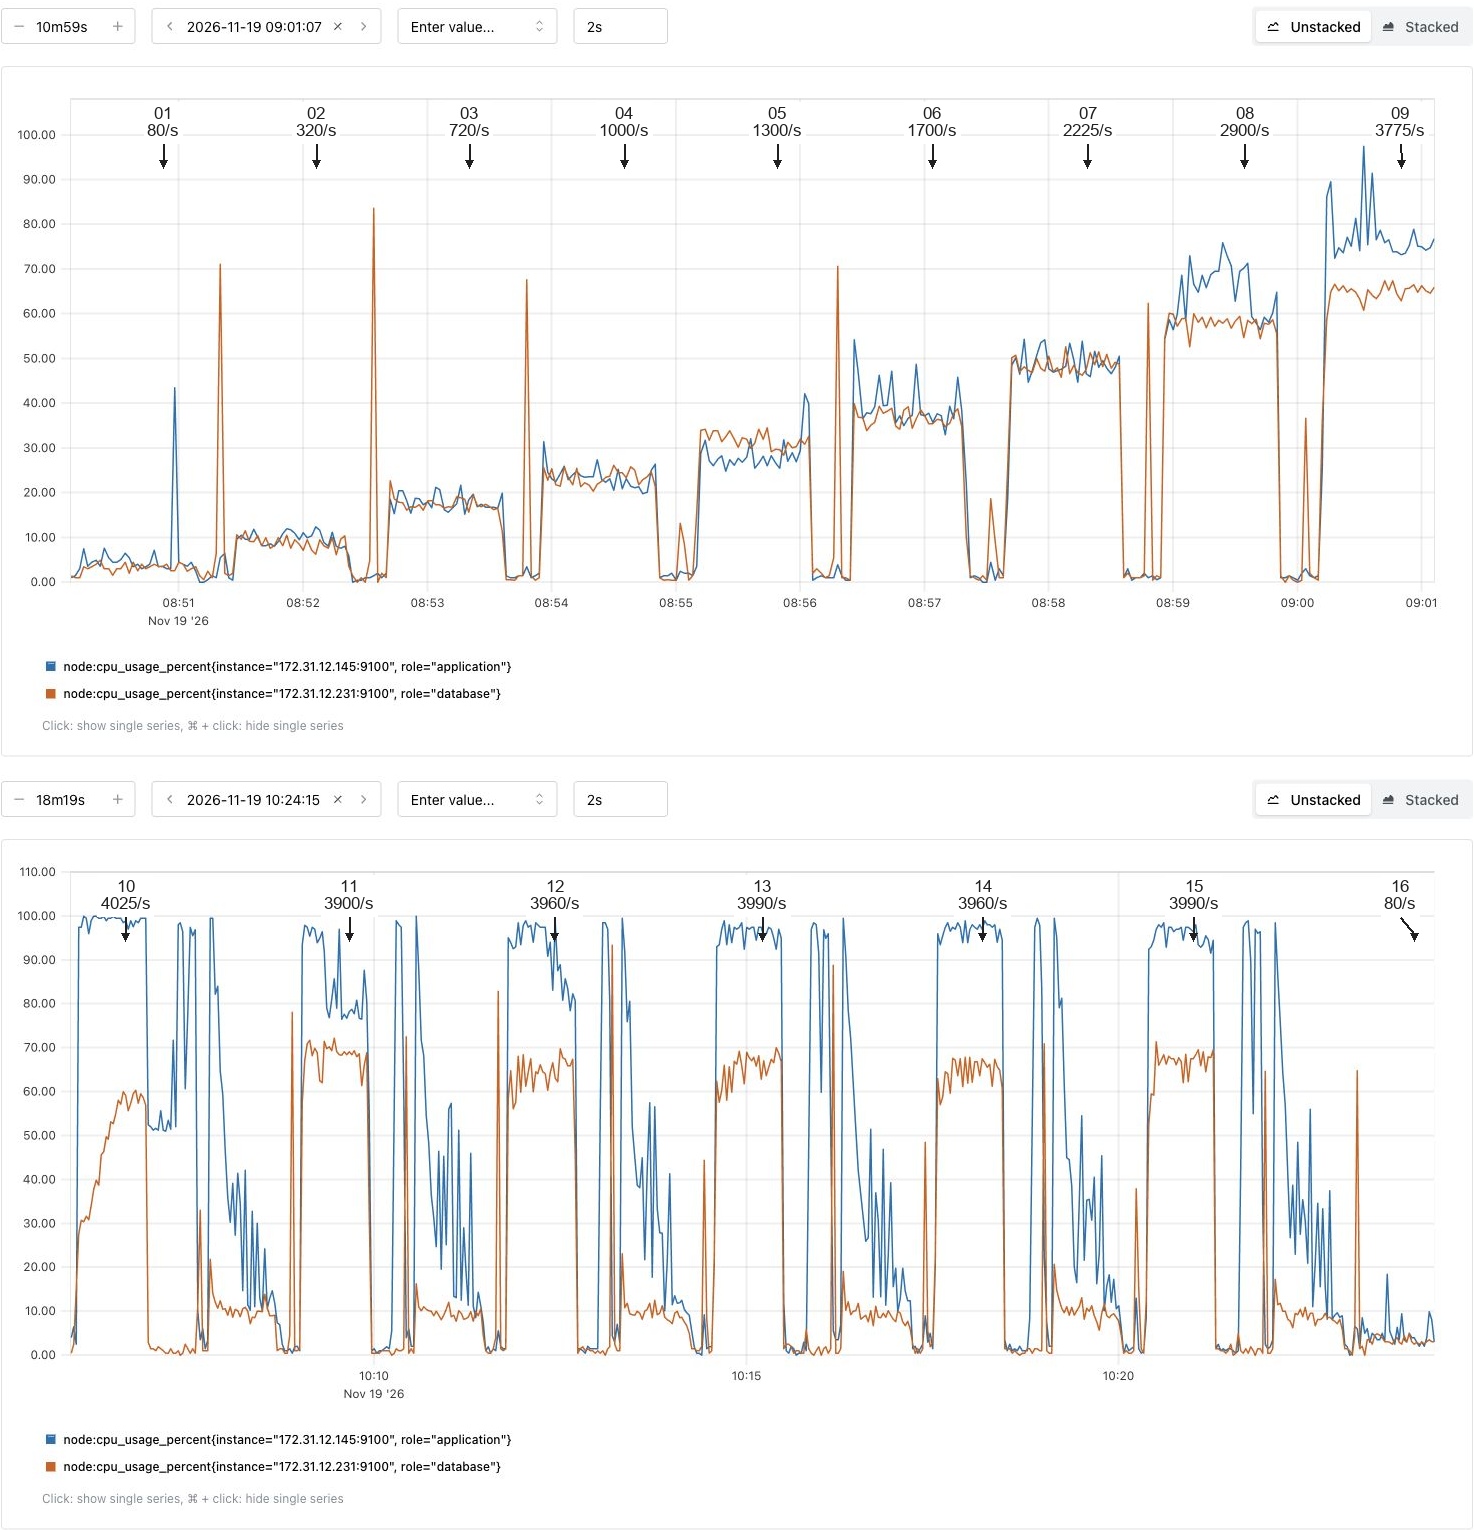 10m59s 2026-11-19 09:01:07 Enter value... 2s Unstacked Stacked
01 02 03 04 05 06 07 08 09
80/s 320/s 720/s 1000/s 1300/s 1700/s 2225/s 2900/s 3775/s
100.00
90.00
80.00
70.00
60.00
50.00
40.00
30.00
20.00
10.00
0.00
08:51 08:52 08:53 08:54 08:55 08:56 08:57 08:58 08:59 09:00 09:01
Nov 19 '26
node:cpu_usage_percent{instance="172.31.12.145:9100", role="application"}
node:cpu_usage_percent{instance="172.31.12.231:9100", role="database"}
Click: show single series, ⌘ + click: hide single series
18m19s 2026-11-19 10:24:15 Enter value... 2s Unstacked Stacked
110.00
10 11 12 13 14 15 16
4025/s 3900/s 3960/s 3990/s 3960/s 3990/s 80/s
100.00
90.00
80.00
70.00
60.00
50.00
40.00
30.00
20.00
10.00
0.00
10:10 10:15 10:20
Nov 19 '26
node:cpu_usage_percent{instance="172.31.12.145:9100", role="application"}
node:cpu_usage_percent{instance="172.31.12.231:9100", role="database"}
Click: show single series, ⌘ + click: hide single series